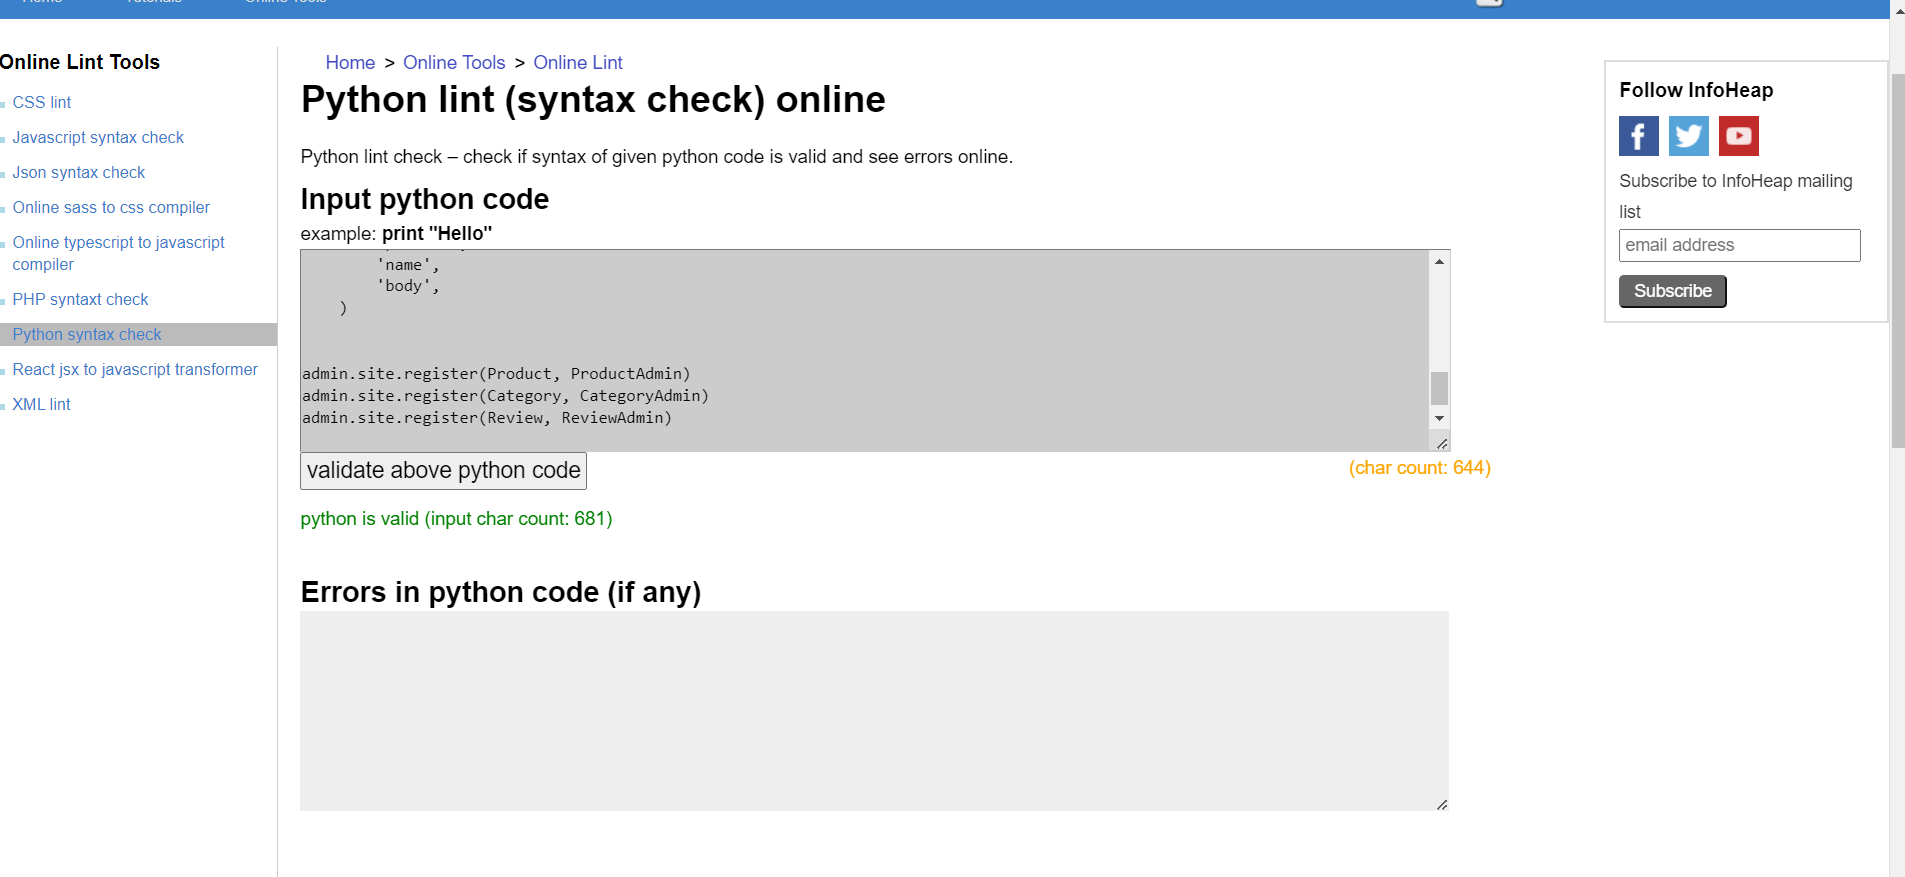 Online Lint Tools
CSS lint
Javascript syntax check
Json syntax check
Online sass to css compiler
Online typescript to javascript
compiler
PHP syntaxt check
Python syntax check
React jsx to javascript transformer
XML lint
Home > Online Tools > Online Lint
Python lint (syntax check) online
Python lint check – check if syntax of given python code is valid and see errors online.
Input python code
example: print "Hello"
'name',
'body',
)
admin.site.register(Product, ProductAdmin)
admin.site.register(Category, CategoryAdmin)
admin.site.register(Review, ReviewAdmin)
validate above python code
(char count: 644)
python is valid (input char count: 681)
Errors in python code (if any)
Follow InfoHeap
Subscribe to InfoHeap mailing
list
email address
Subscribe